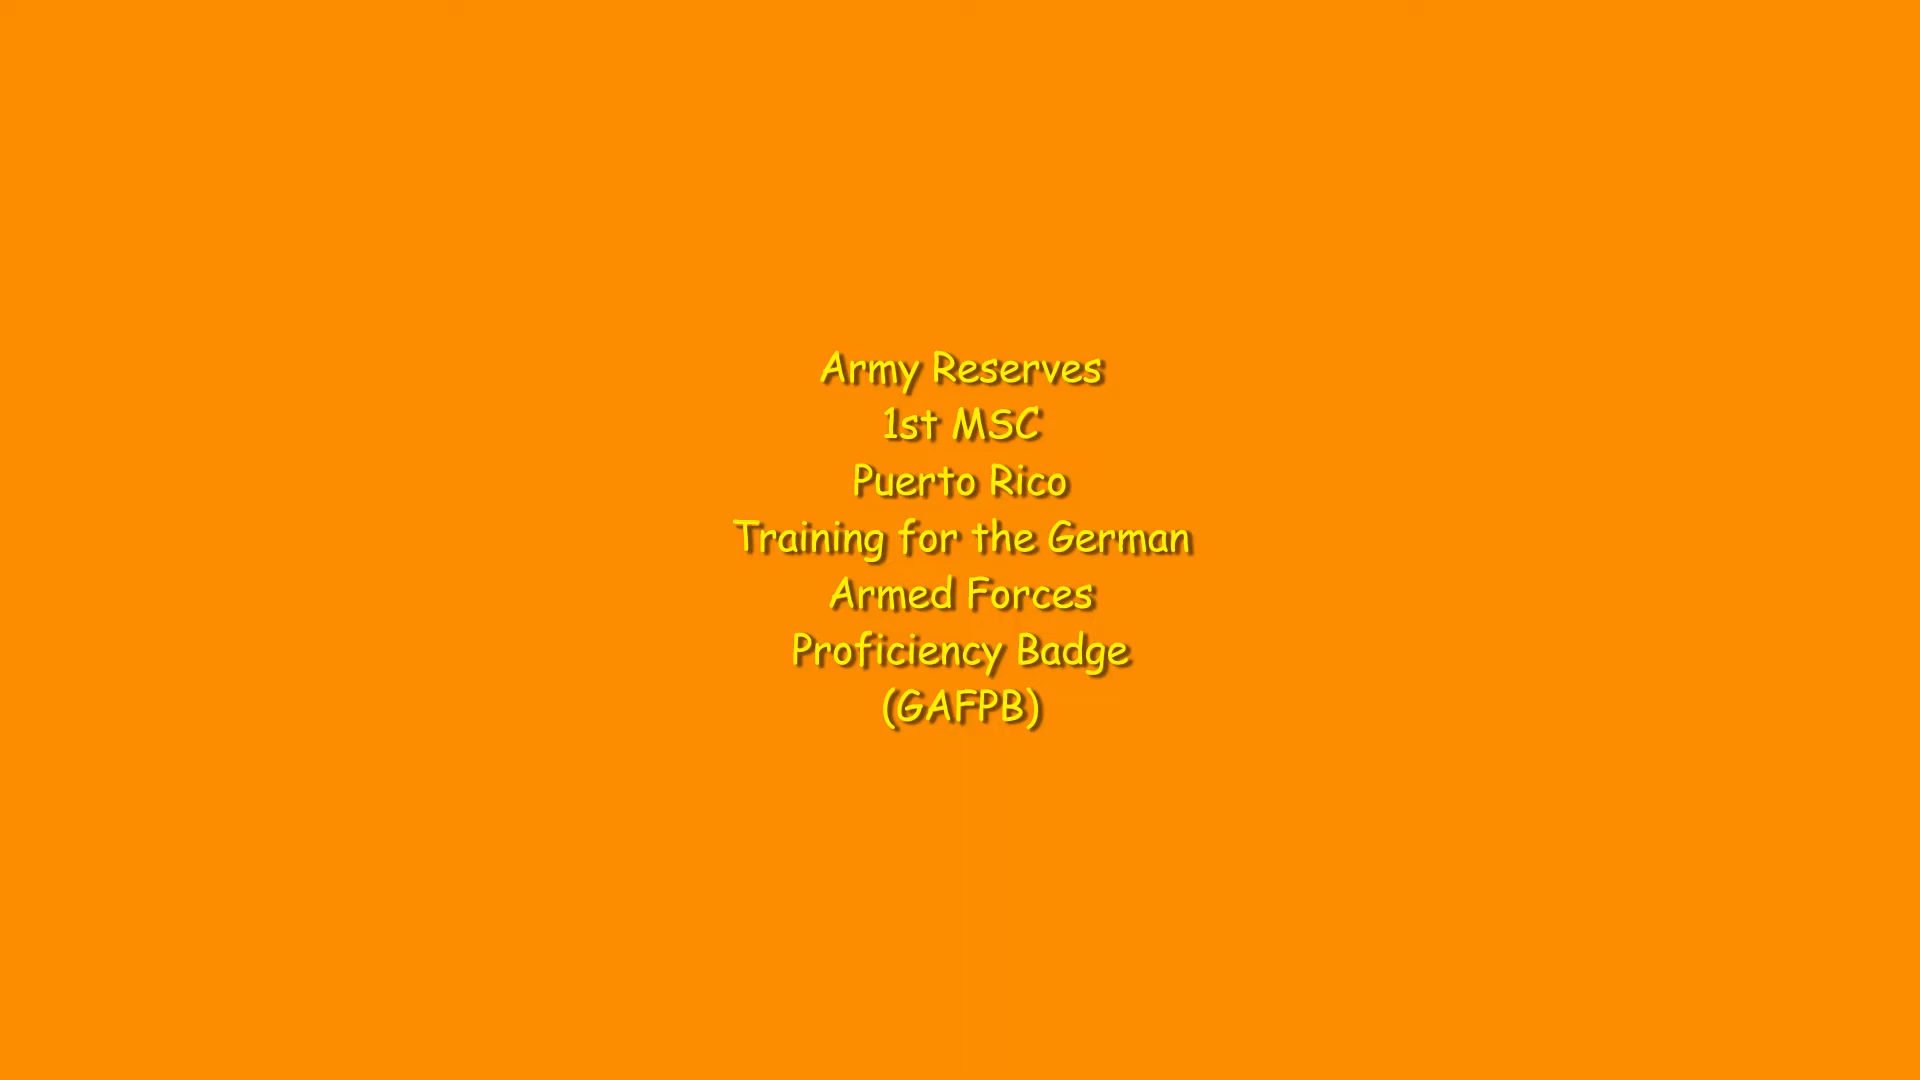 Army Reserves
1st MSC
Puerto Rico
Training for the German
Armed Forces
Proficiency Badge
(GAFPB)